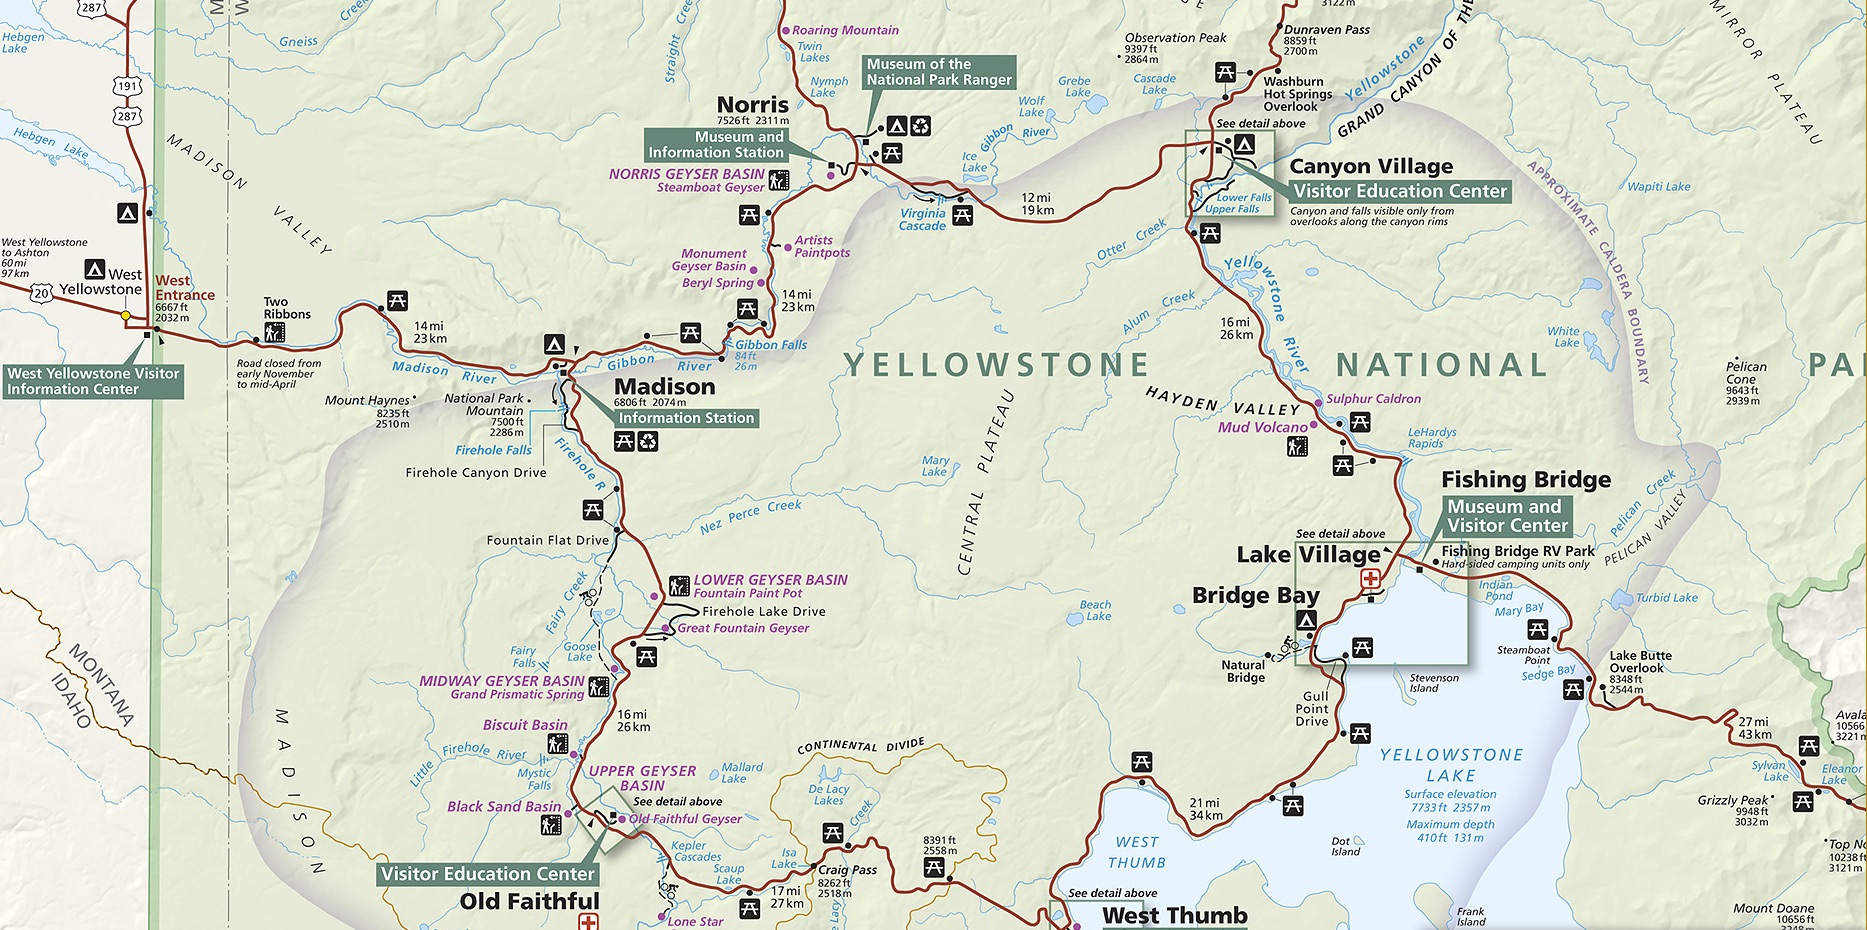 287
Hebgen
Lake
191
287
Hebgen Lake
Creek
Gneiss
MADISON
VALLEY
Straight Creek
Roaring Mountain
Twin
Lakes
Nymph
Lake
Museum of the
National Park Ranger
Norris
7526 ft 2311 m
Museum and
Information Station
NORRIS GEYSER BASIN
Steamboat Geyser
Grebe
Lake
Wolf
Lake
Gibbon River
Ice
Lake
Cascade
Lake
Virginia
Cascade
12 mi
19 km
Observation Peak
9397 ft
2864 m
3122 m
Dunraven Pass
8859 ft
2700 m
Washburn
Hot Springs
Overlook
See detail above
Yellowstone
GRAND CANYON OF THE
MIRROR PLATEAU
Canyon Village
Visitor Education Center
Canyon and falls visible only from
overlooks along the canyon rims
Lower Falls
Upper Falls
Otter Creek
Alum Creek
Yellowstone River
16 mi
26 km
APPROXIMATE CALDERA BOUNDARY
Wapiti Lake
White
Lake
Pelican
Cone
9643 ft
2939 m
West Yellowstone
to Ashton
60 mi
97 km
20
West
Yellowstone
West
Entrance
6667 ft
2032 m
West Yellowstone Visitor
Information Center
Two
Ribbons
Road closed from
early November
to mid-April
14 mi
23 km
Madison River
Monument
Geyser Basin
Beryl Spring
Artists
Paintpots
14 mi
23 km
Gibbon Falls
84 ft
26 m
Gibbon River
Mount Haynes
8235 ft
2510 m
National Park
Mountain
7500 ft
2286 m
Firehole Falls
Firehole Canyon Drive
Firehole R
Madison
6806 ft 2074 m
Information Station
YELLOWSTONE NATIONAL PA
HAYDEN VALLEY
Sulphur Caldron
Mud Volcano
LeHardys
Rapids
CENTRAL PLATEAU
Mary
Lake
Nez Perce Creek
Fountain Flat Drive
Fairy Creek
LOWER GEYSER BASIN
Fountain Paint Pot
Firehole Lake Drive
Great Fountain Geyser
Goose
Lake
Fairy
Falls
MIDWAY GEYSER BASIN
Grand Prismatic Spring
16 mi
26 km
Biscuit Basin
Little Firehole River
Mystic
Falls
UPPER GEYSER
BASIN
Mallard
Lake
See detail above
Black Sand Basin
Old Faithful Geyser
Visitor Education Center
Old Faithful
Kepler
Cascades
Scaup
Lake
Lone Star
17 mi
27 km
Isa
Lake
Craig Pass
8262 ft
2518 m
CONTINENTAL DIVIDE
De Lacy
Lakes
Creek
8391 ft
2558 m
MONTANA
IDAHO
MADISON
Beach
Lake
Fishing Bridge
Museum and
Visitor Center
Fishing Bridge RV Park
Hard-sided camping units only
See detail above
Lake Village
Bridge Bay
Natural
Bridge
Gull
Point
Drive
Stevenson
Island
Pelican Creek
PELICAN VALLEY
Indian
Pond
Mary Bay
Turbid Lake
Steamboat
Point
Sedge Bay
Lake Butte
Overlook
8348 ft
2544 m
27 mi
43 km
Sylvan
Lake
Eleanor
Lake
Grizzly Peak
9948 ft
3032 m
Avala
10566
3221 m
Top No
10238 ft
3121 m
YELLOWSTONE
LAKE
Surface elevation
7733 ft 2357 m
Maximum depth
410 ft 131 m
21 mi
34 km
WEST
THUMB
Dot
Island
See detail above
West Thumb
Frank
Island
Mount Doane
10656 ft
3248 m